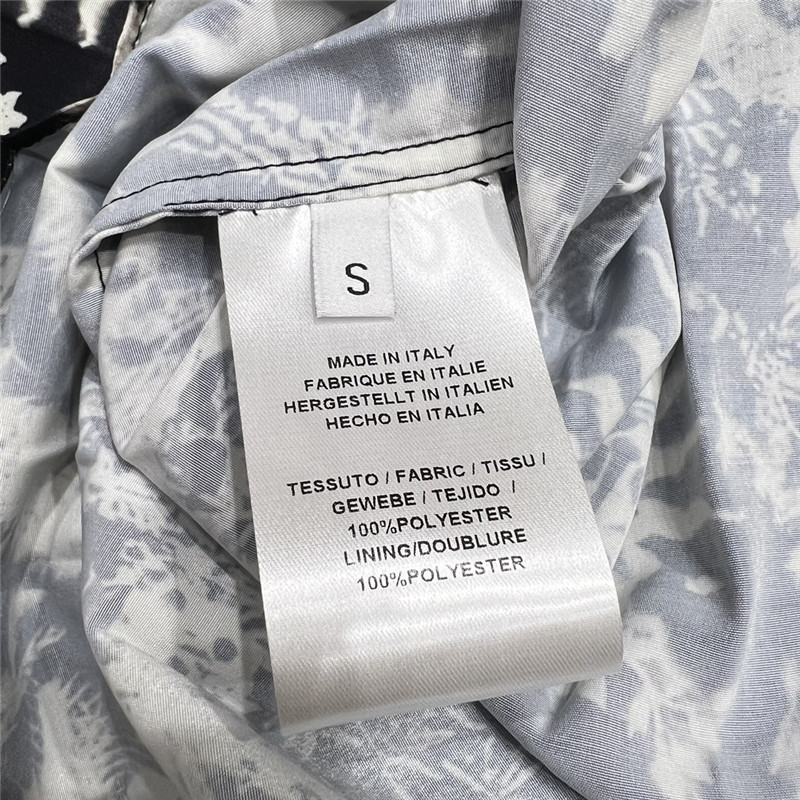 S
MADE IN ITALY
FABRIQUE EN ITALIE
HERGESTELLT IN ITALIEN
HECHO EN ITALIA
TESSUTO / FABRIC / TISSU /
GEWEBE / TEJIDO /
100%POLYESTER
LINING/DOUBLURE
100%POLYESTER